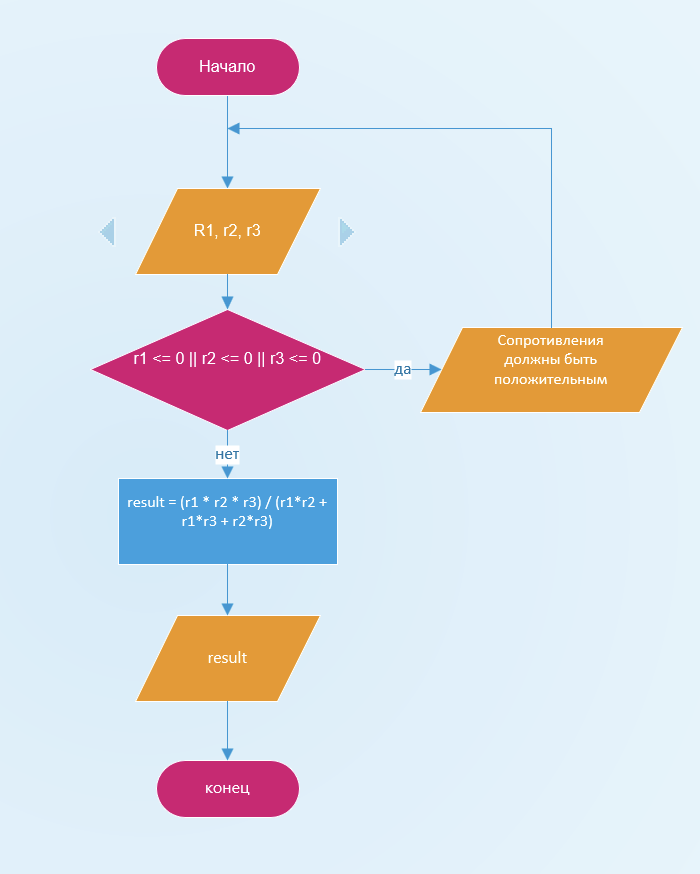 Начало
R1, r2, r3
r1 <= 0 || r2 <= 0 || r3 <= 0
да
Сопротивления
должны быть
положительным
нет
result = (r1 * r2 * r3) / (r1*r2 +
r1*r3 + r2*r3)
result
конец